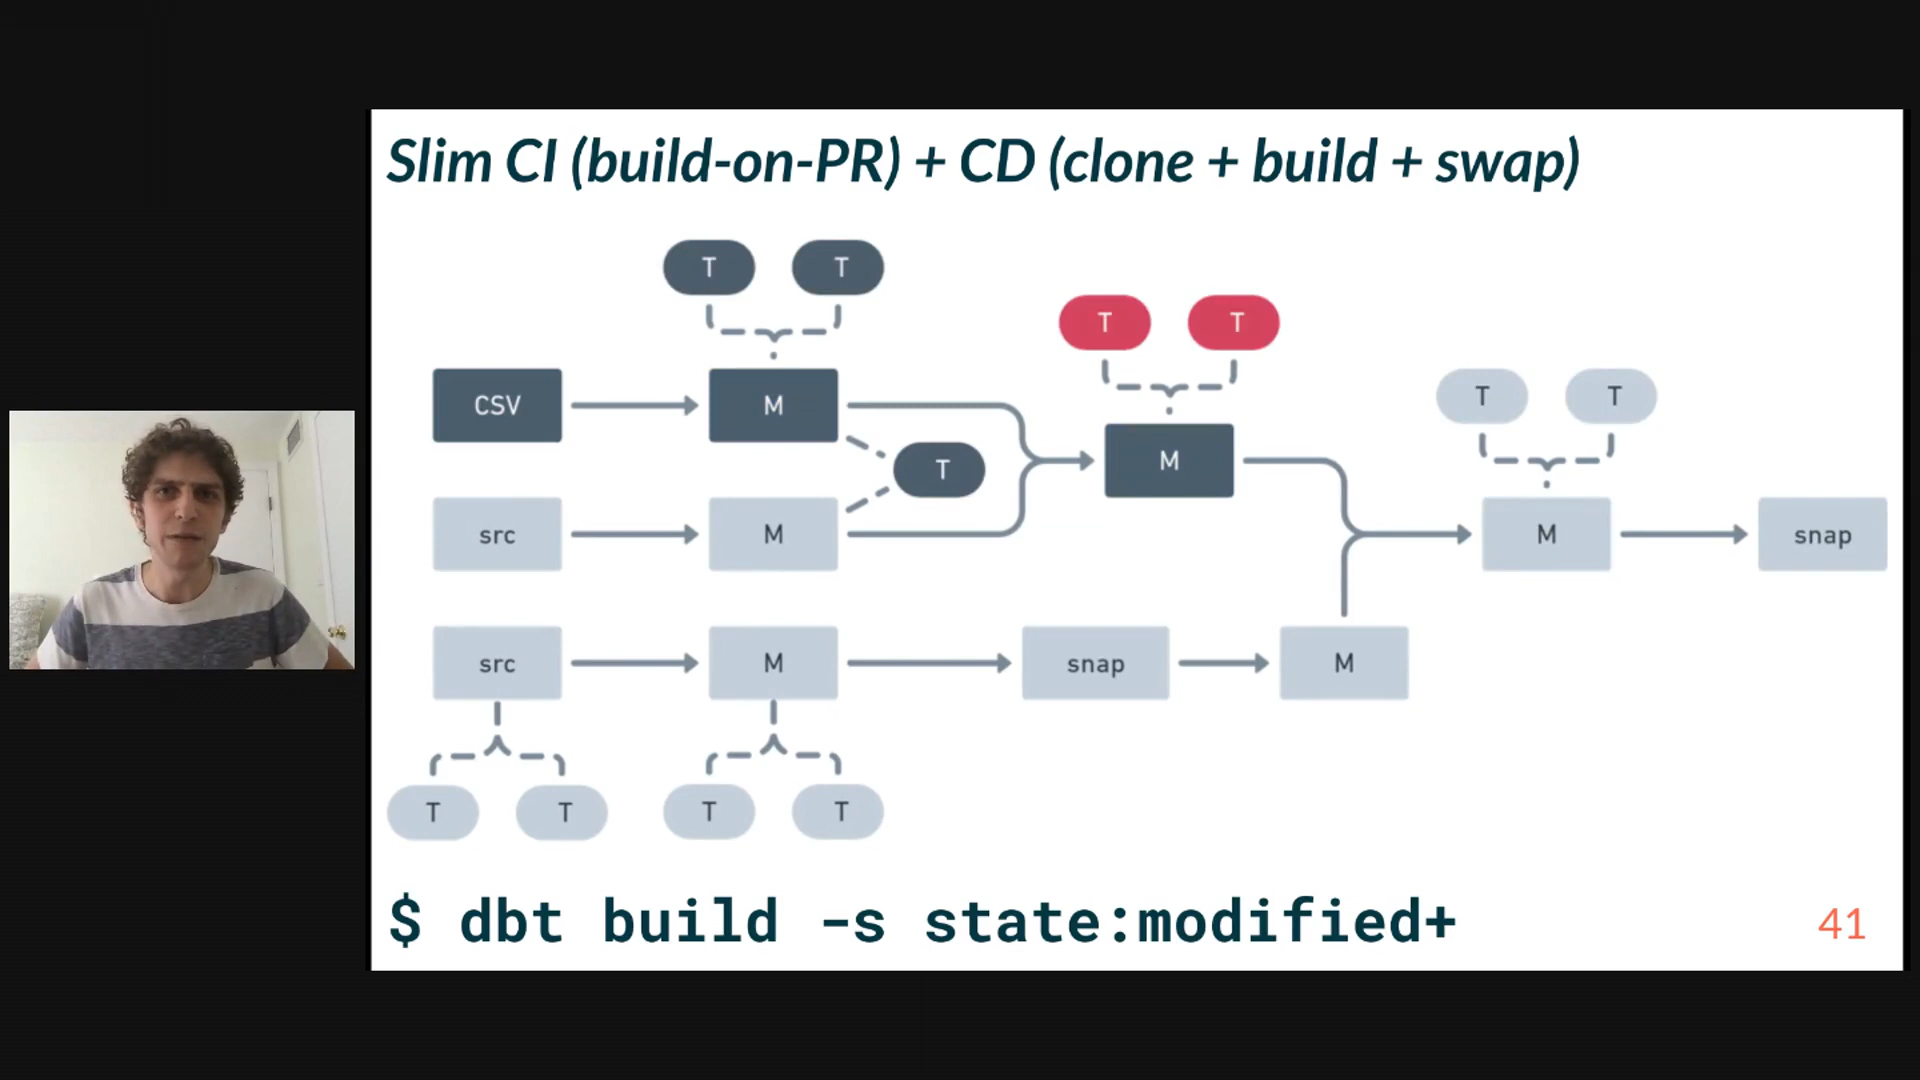 Slim CI (build-on-PR) + CD (clone + build + swap)
T T
T T
CSV M
T T
T
M
src M
M snap
src M snap M
T T T T
$ dbt build -s state:modified+
41